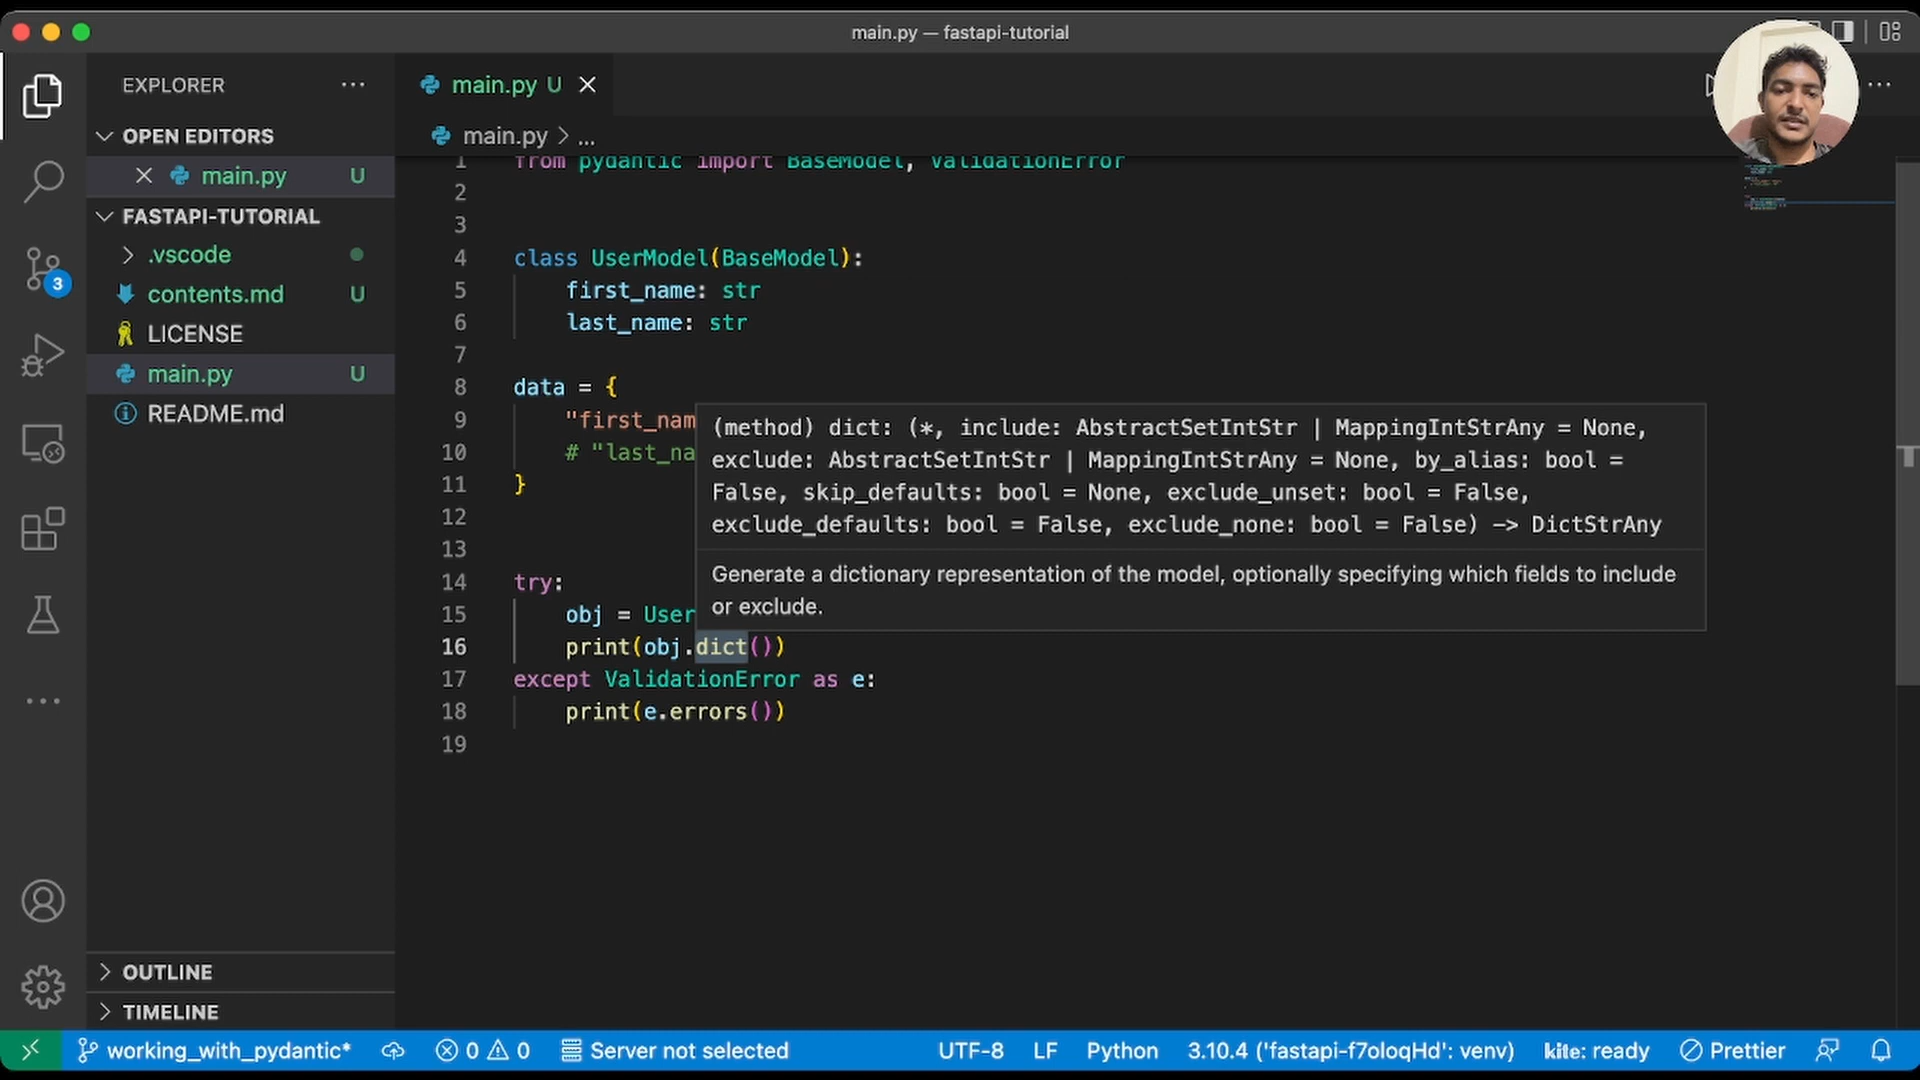 main.py — fastapi-tutorial
EXPLORER
main.py U
OPEN EDITORS
main.py > ...
main.py U
FASTAPI-TUTORIAL
.vscode
contents.md U
LICENSE
main.py U
README.md
1 from pydantic import BaseModel, ValidationError
2
3
4 class UserModel(BaseModel):
5 first_name: str
6 last_name: str
7
8 data = {
9 "first_nam
10 # "last_na
11 }
12
13
14 try:
15 obj = User
16 print(obj.dict())
17 except ValidationError as e:
18 print(e.errors())
19
(method) dict: (*, include: AbstractSetIntStr | MappingIntStrAny = None,
exclude: AbstractSetIntStr | MappingIntStrAny = None, by_alias: bool =
False, skip_defaults: bool = None, exclude_unset: bool = False,
exclude_defaults: bool = False, exclude_none: bool = False) -> DictStrAny
Generate a dictionary representation of the model, optionally specifying which fields to include
or exclude.
3
OUTLINE
TIMELINE
working_with_pydantic* 0 0 Server not selected UTF-8 LF Python 3.10.4 ('fastapi-f7oloqHd': venv) kite: ready Prettier